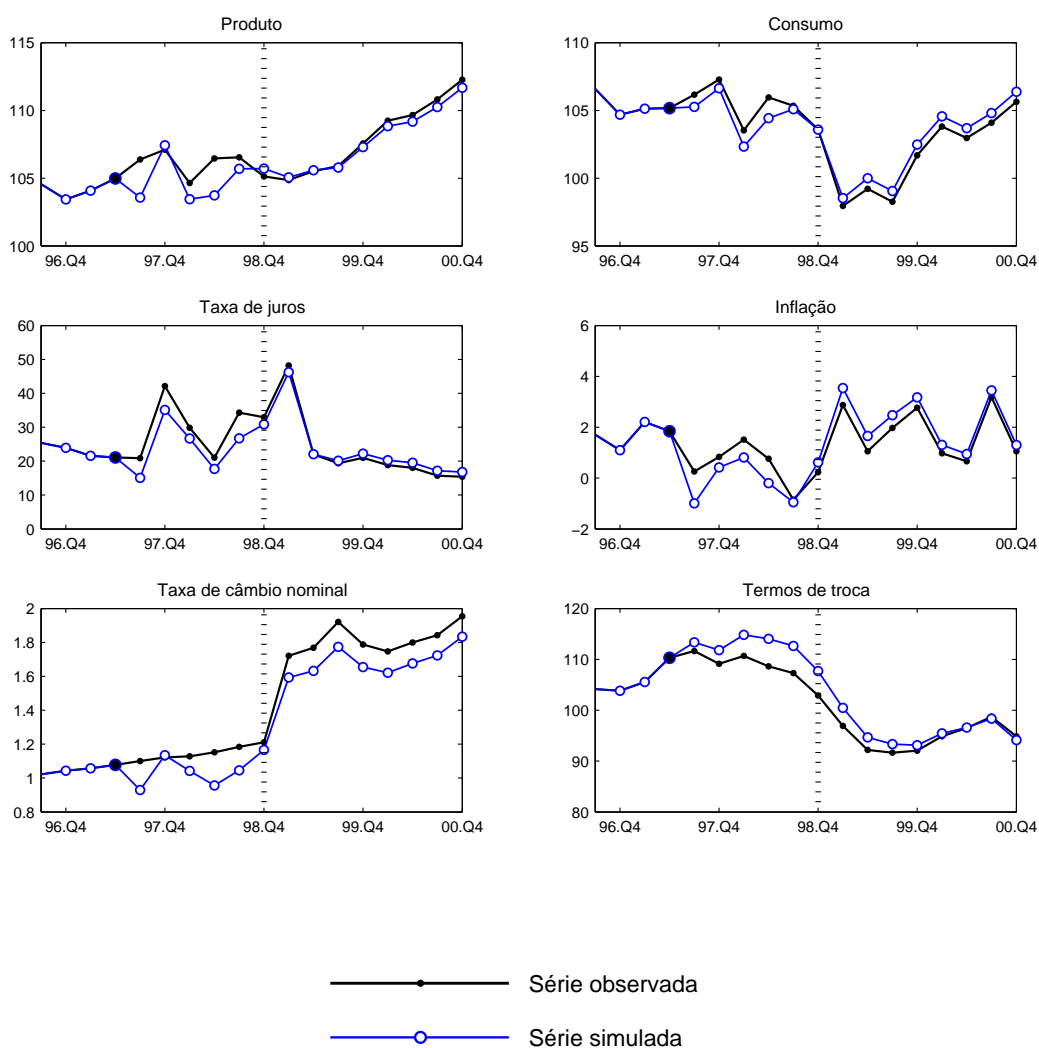 Produto
115
110
105
100
96.Q4 97.Q4 98.Q4 99.Q4 00.Q4
Consumo
110
105
100
95
96.Q4 97.Q4 98.Q4 99.Q4 00.Q4
Taxa de juros
60
50
40
30
20
10
0
96.Q4 97.Q4 98.Q4 99.Q4 00.Q4
Inflação
6
4
2
0
−2
96.Q4 97.Q4 98.Q4 99.Q4 00.Q4
Taxa de câmbio nominal
2
1.8
1.6
1.4
1.2
1
0.8
96.Q4 97.Q4 98.Q4 99.Q4 00.Q4
Termos de troca
120
110
100
90
80
96.Q4 97.Q4 98.Q4 99.Q4 00.Q4
Série observada
Série simulada